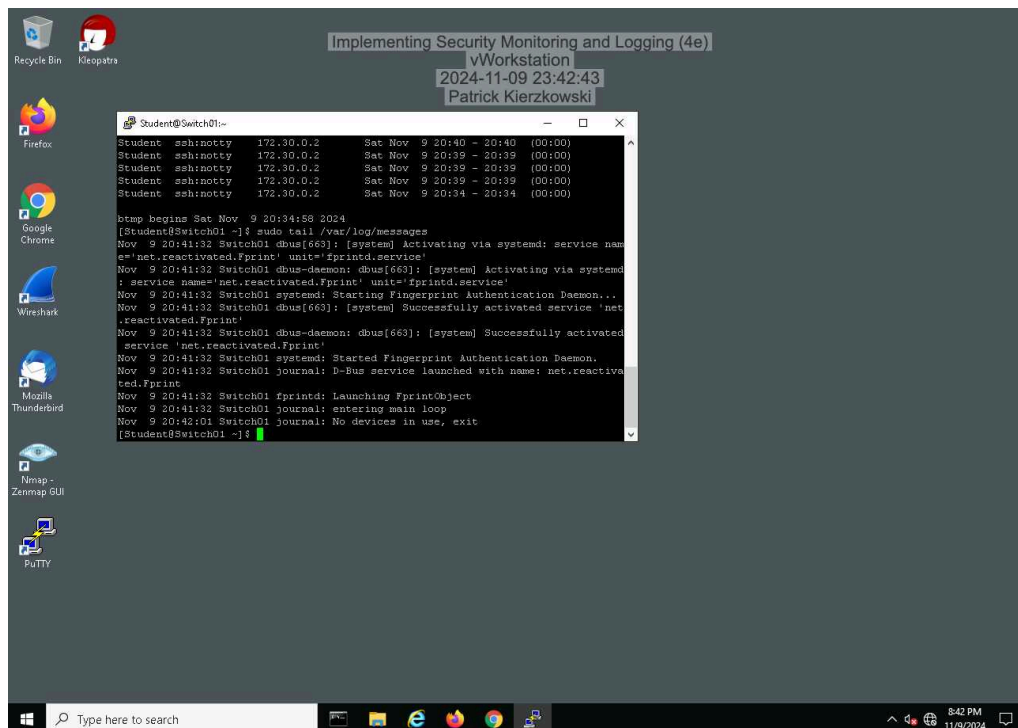 Implementing Security Monitoring and Logging (4e)
vWorkstation
2024-11-09 23:42:43
Patrick Kierzkowski
Recycle Bin
Kleopatra
Firefox
Google
Chrome
Wireshark
Mozilla
Thunderbird
Nmap -
Zenmap GUI
PuTTY
Student@Switch01:~
Student ssh:notty 172.30.0.2 Sat Nov 9 20:40 - 20:40 (00:00)
Student ssh:notty 172.30.0.2 Sat Nov 9 20:39 - 20:39 (00:00)
Student ssh:notty 172.30.0.2 Sat Nov 9 20:39 - 20:39 (00:00)
Student ssh:notty 172.30.0.2 Sat Nov 9 20:39 - 20:39 (00:00)
Student ssh:notty 172.30.0.2 Sat Nov 9 20:34 - 20:34 (00:00)
btmp begins Sat Nov 9 20:34:58 2024
[Student@Switch01 ~]$ sudo tail /var/log/messages
Nov 9 20:41:32 Switch01 dbus[663]: [system] Activating via systemd: service nam
e='net.reactivated.Fprint' unit='fprintd.service'
Nov 9 20:41:32 Switch01 dbus-daemon: dbus[663]: [system] Activating via systemd
: service name='net.reactivated.Fprint' unit='fprintd.service'
Nov 9 20:41:32 Switch01 systemd: Starting Fingerprint Authentication Daemon...
Nov 9 20:41:32 Switch01 dbus[663]: [system] Successfully activated service 'net
.reactivated.Fprint'
Nov 9 20:41:32 Switch01 dbus-daemon: dbus[663]: [system] Successfully activated
service 'net.reactivated.Fprint'
Nov 9 20:41:32 Switch01 systemd: Started Fingerprint Authentication Daemon.
Nov 9 20:41:32 Switch01 journal: D-Bus service launched with name: net.reactiva
ted.Fprint
Nov 9 20:41:32 Switch01 fprintd: Launching FprintObject
Nov 9 20:41:32 Switch01 journal: entering main loop
Nov 9 20:42:01 Switch01 journal: No devices in use, exit
[Student@Switch01 ~]$
Type here to search
8:42 PM
11/9/2024